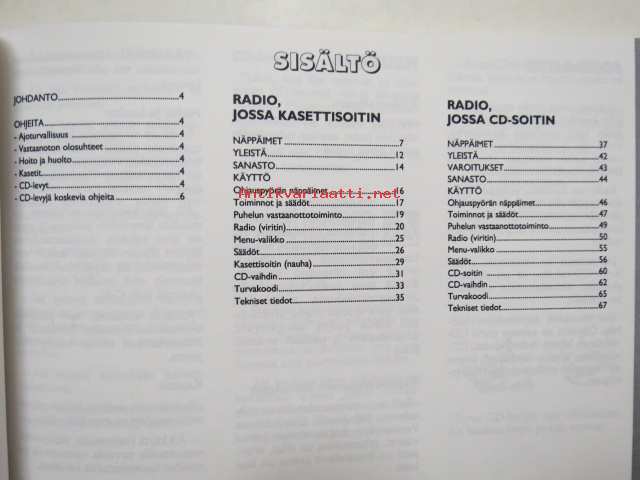 SISÄLTÖ
JOHDANTO 4
OHJEITA 4
- Ajoturvallisuus 4
- Vastaanoton olosuhteet 4
- Hoito ja huolto 4
- Kasetit 4
- CD-levyt 4
- CD-levyjä koskevia ohjeita 6
RADIO,
JOSSA KASETTISOITIN
NÄPPÄIMET 7
YLEISTÄ 12
SANASTO 14
KÄYTTÖ
Ohjauspyörän näppäimet 16
Toiminnot ja säädöt 17
Puhelun vastaanottotoiminto 19
Radio (viritin) 20
Menu-valikko 25
Säädöt 26
Kasettisoitin (nauha) 29
CD-vaihdin 31
Turvakoodi 33
Tekniset tiedot 35
RADIO,
JOSSA CD-SOITIN
NÄPPÄIMET 37
YLEISTÄ 42
VAROITUKSET 43
SANASTO 44
KÄYTTÖ
Ohjauspyörän näppäimet 46
Toiminnot ja säädöt 47
Puhelun vastaanottotoiminto 49
Radio (viritin) 50
Menu-valikko 55
Säädöt 56
CD-soitin 60
CD-vaihdin 62
Turvakoodi 65
Tekniset tiedot 67
Antikvariaatti.net